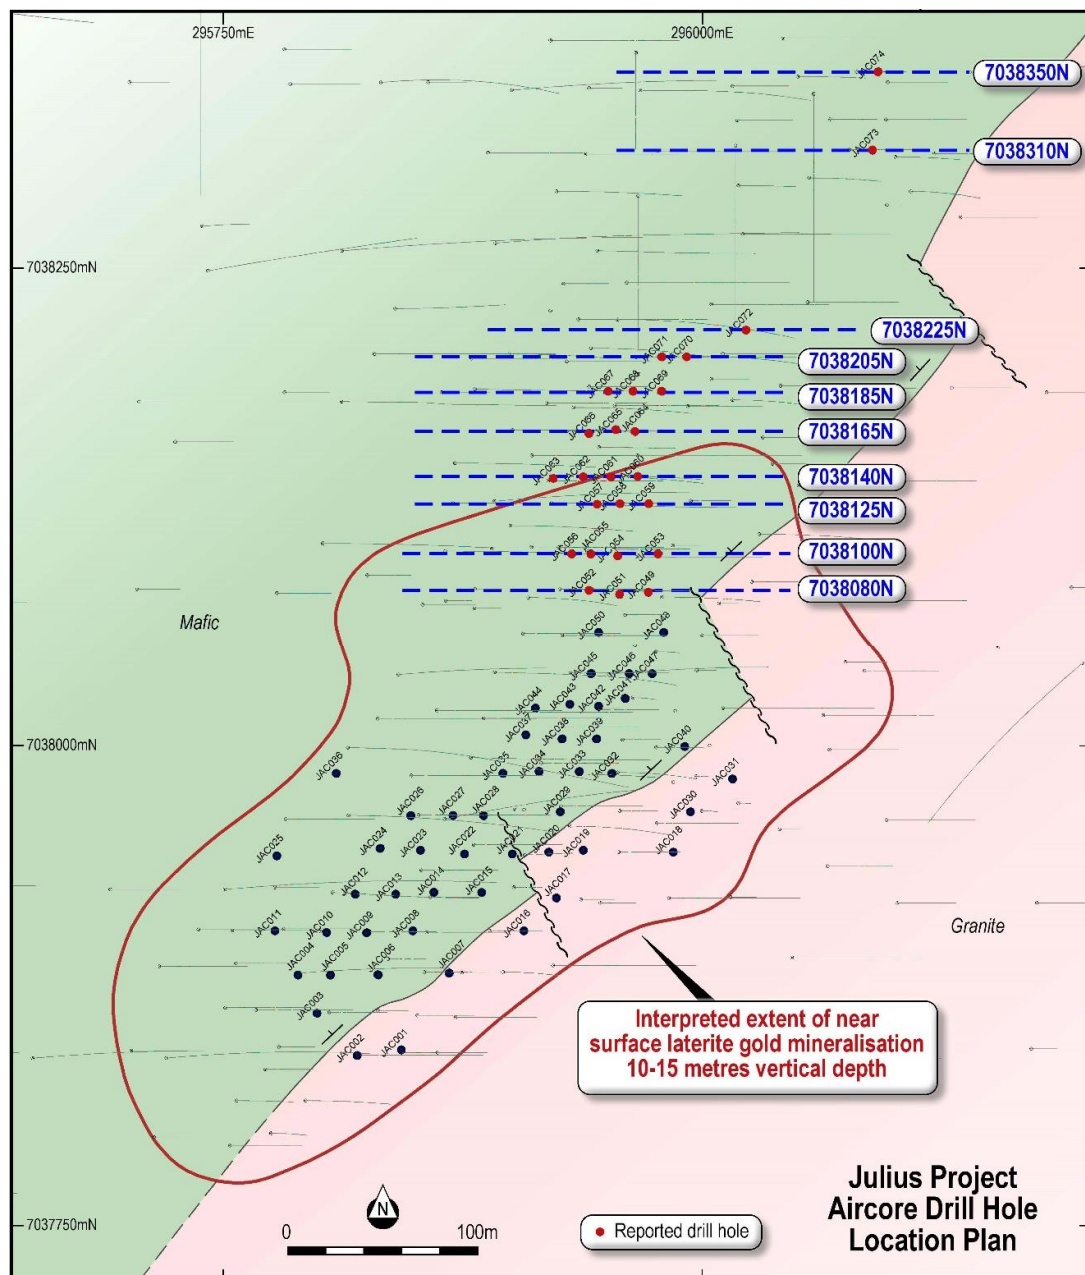 295750mE
296000mE
JAC074
7038350N
JAC073
7038310N
7038250mN
JAC072
7038225N
JAC071
JAC070
7038205N
JAC067
JAC068
JAC069
7038185N
JAC066
JAC065
JAC064
7038165N
JAC063
JAC062
JAC061
JAC060
7038140N
JAC057
JAC058
JAC059
7038125N
JAC056
JAC055
JAC054
JAC053
7038100N
JAC052
JAC051
JAC049
7038080N
Mafic
JAC050
JAC048
JAC045
JAC046
JAC047
JAC044
JAC043
JAC042
JAC041
JAC037
JAC038
JAC039
7038000mN
JAC040
JAC036
JAC035
JAC034
JAC033
JAC032
JAC031
JAC026
JAC027
JAC028
JAC029
JAC030
JAC025
JAC024
JAC023
JAC022
JAC021
JAC020
JAC019
JAC018
JAC012
JAC013
JAC014
JAC015
JAC017
JAC011
JAC010
JAC009
JAC008
JAC016
Granite
JAC004
JAC005
JAC006
JAC007
JAC003
Interpreted extent of near
surface laterite gold mineralisation
10-15 metres vertical depth
JAC002
JAC001
Julius Project
Aircore Drill Hole
Location Plan
N
7037750mN
0
100m
Reported drill hole